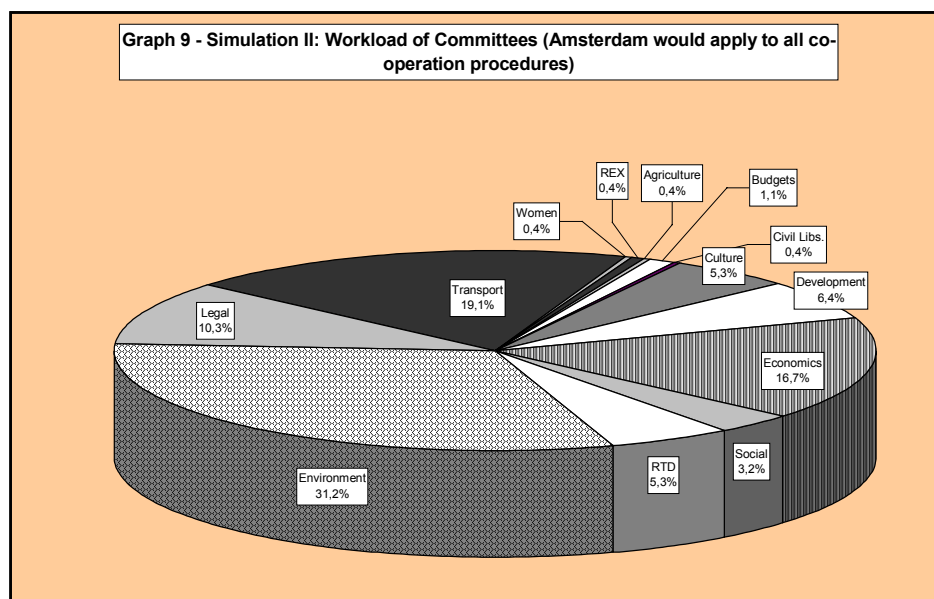 Graph 9 - Simulation II: Workload of Committees (Amsterdam would apply to all co-
operation procedures)
REX
0,4%
Agriculture
0,4%
Budgets
1,1%
Women
0,4%
Civil Libs.
0,4%
Culture
5,3%
Development
6,4%
Transport
19,1%
Legal
10,3%
Economics
16,7%
Social
3,2%
RTD
5,3%
Environment
31,2%